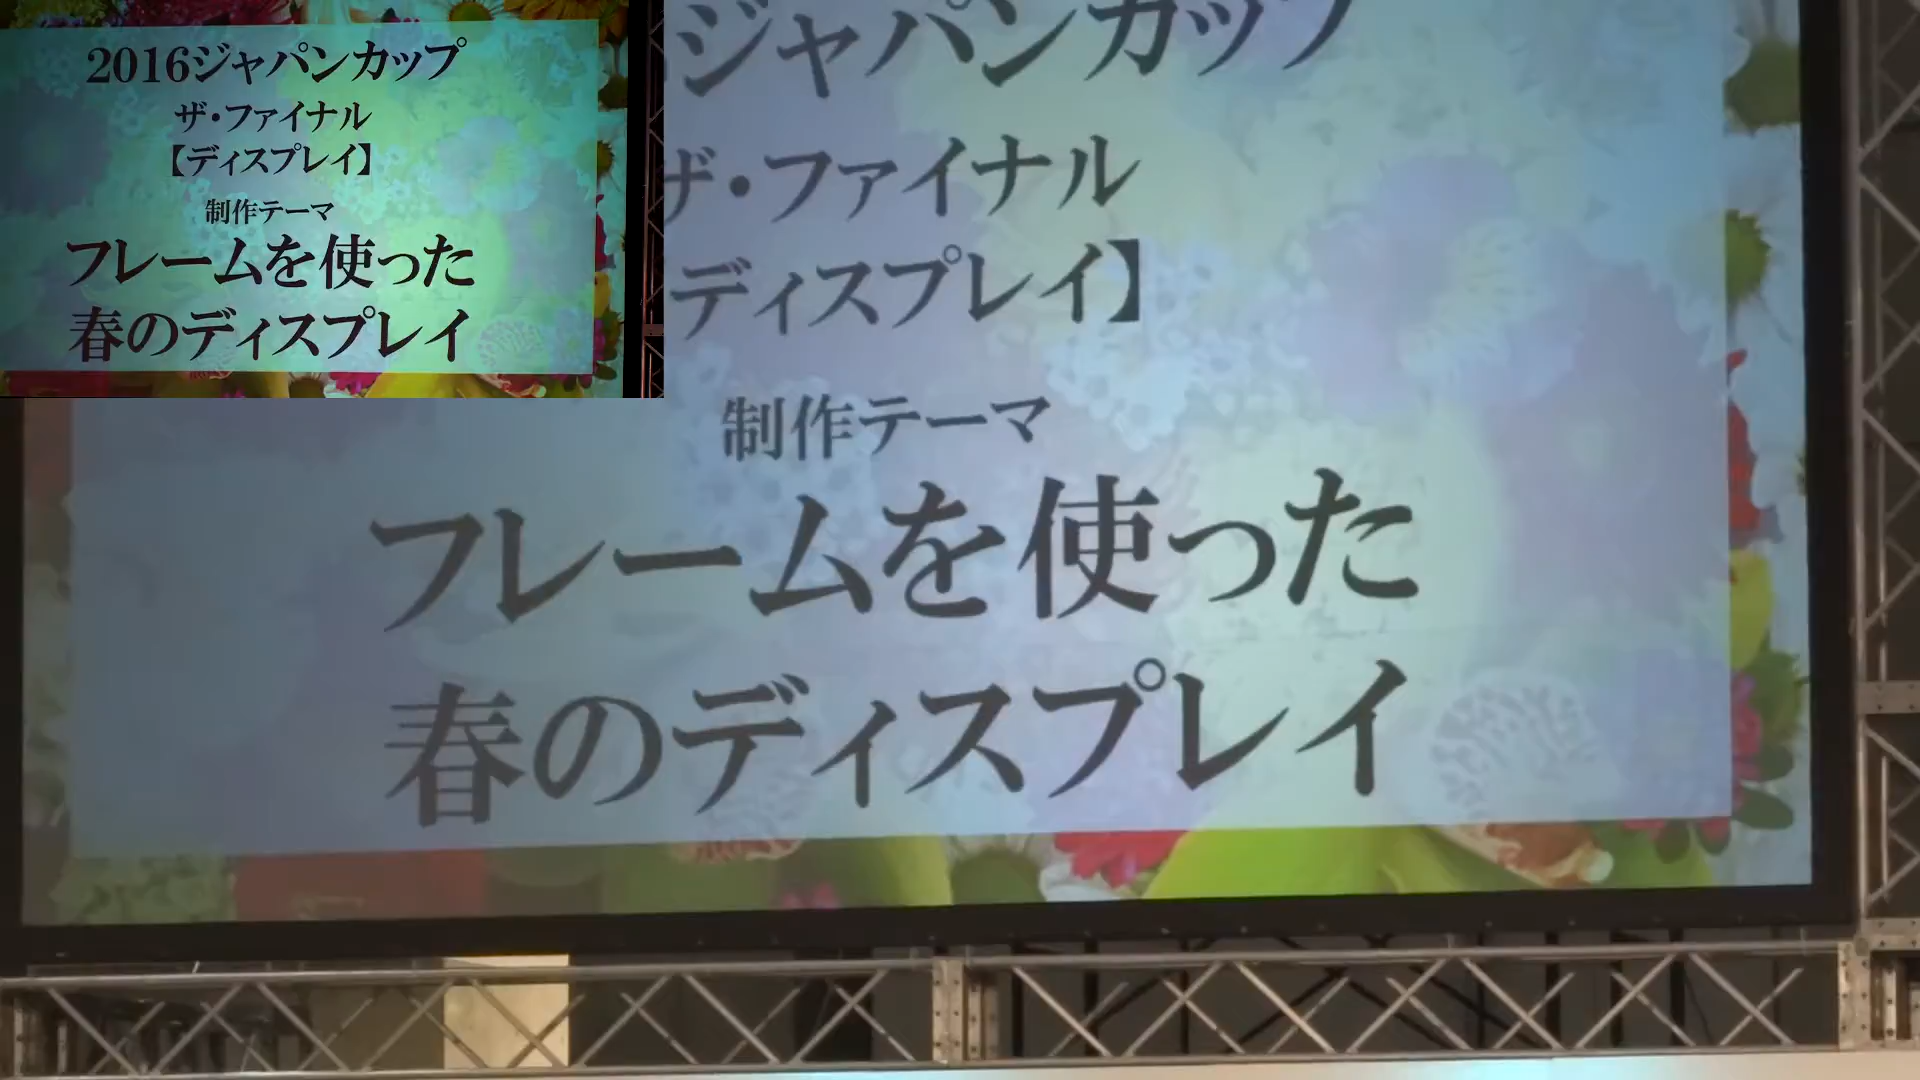 2016ジャパンカップ
ザ・ファイナル
【ディスプレイ】
制作テーマ
フレームを使った
春のディスプレイ
ジャパンカップ
ザ・ファイナル
ディスプレイ】
制作テーマ
フレームを使った
春のディスプレイ